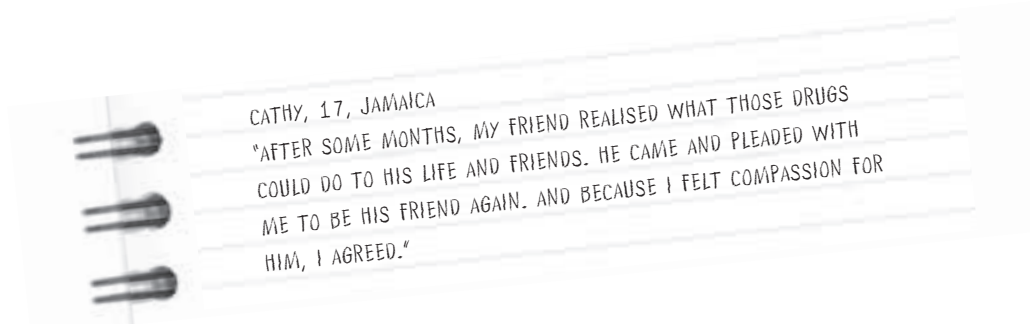 CATHY, 17, JAMAICA
"AFTER SOME MONTHS, MY FRIEND REALISED WHAT THOSE DRUGS
COULD DO TO HIS LIFE AND FRIENDS. HE CAME AND PLEADED WITH
ME TO BE HIS FRIEND AGAIN. AND BECAUSE I FELT COMPASSION FOR
HIM, I AGREED."